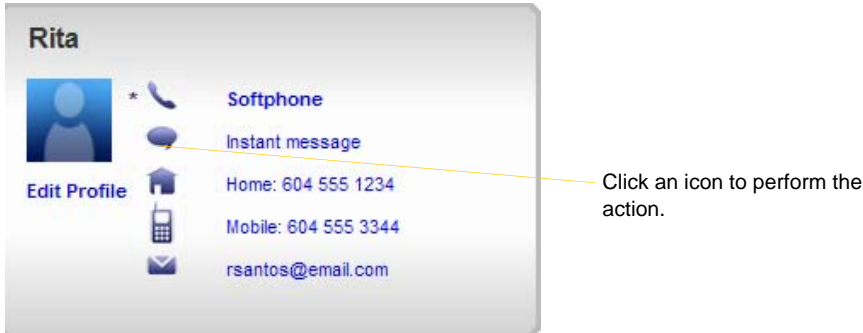 Rita
* Softphone
Instant message
Edit Profile
Home: 604 555 1234
Mobile: 604 555 3344
rsantos@email.com
Click an icon to perform the
action.